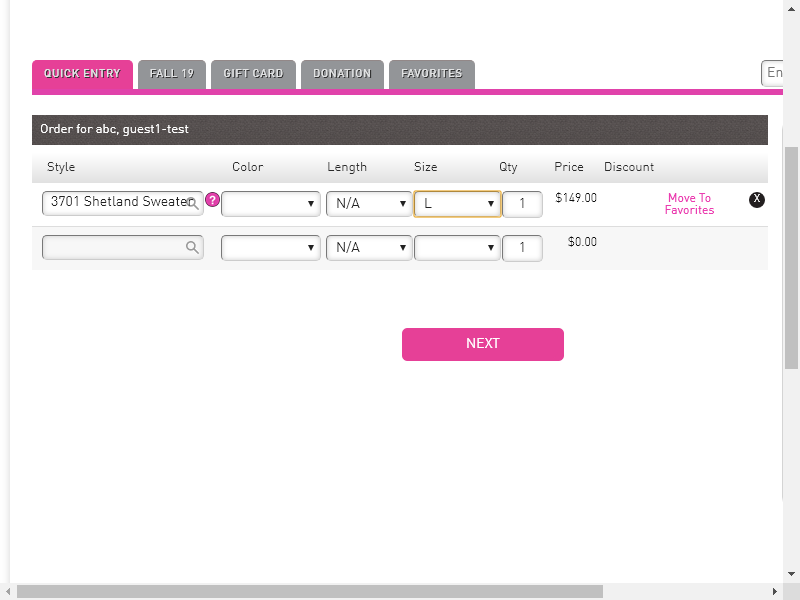 QUICK ENTRY FALL 19 GIFT CARD DONATION FAVORITES En
Order for abc, guest1-test
Style Color Length Size Qty Price Discount
3701 Shetland Sweater ? N/A L 1 $149.00 Move To X
Favorites
N/A 1 $0.00
NEXT